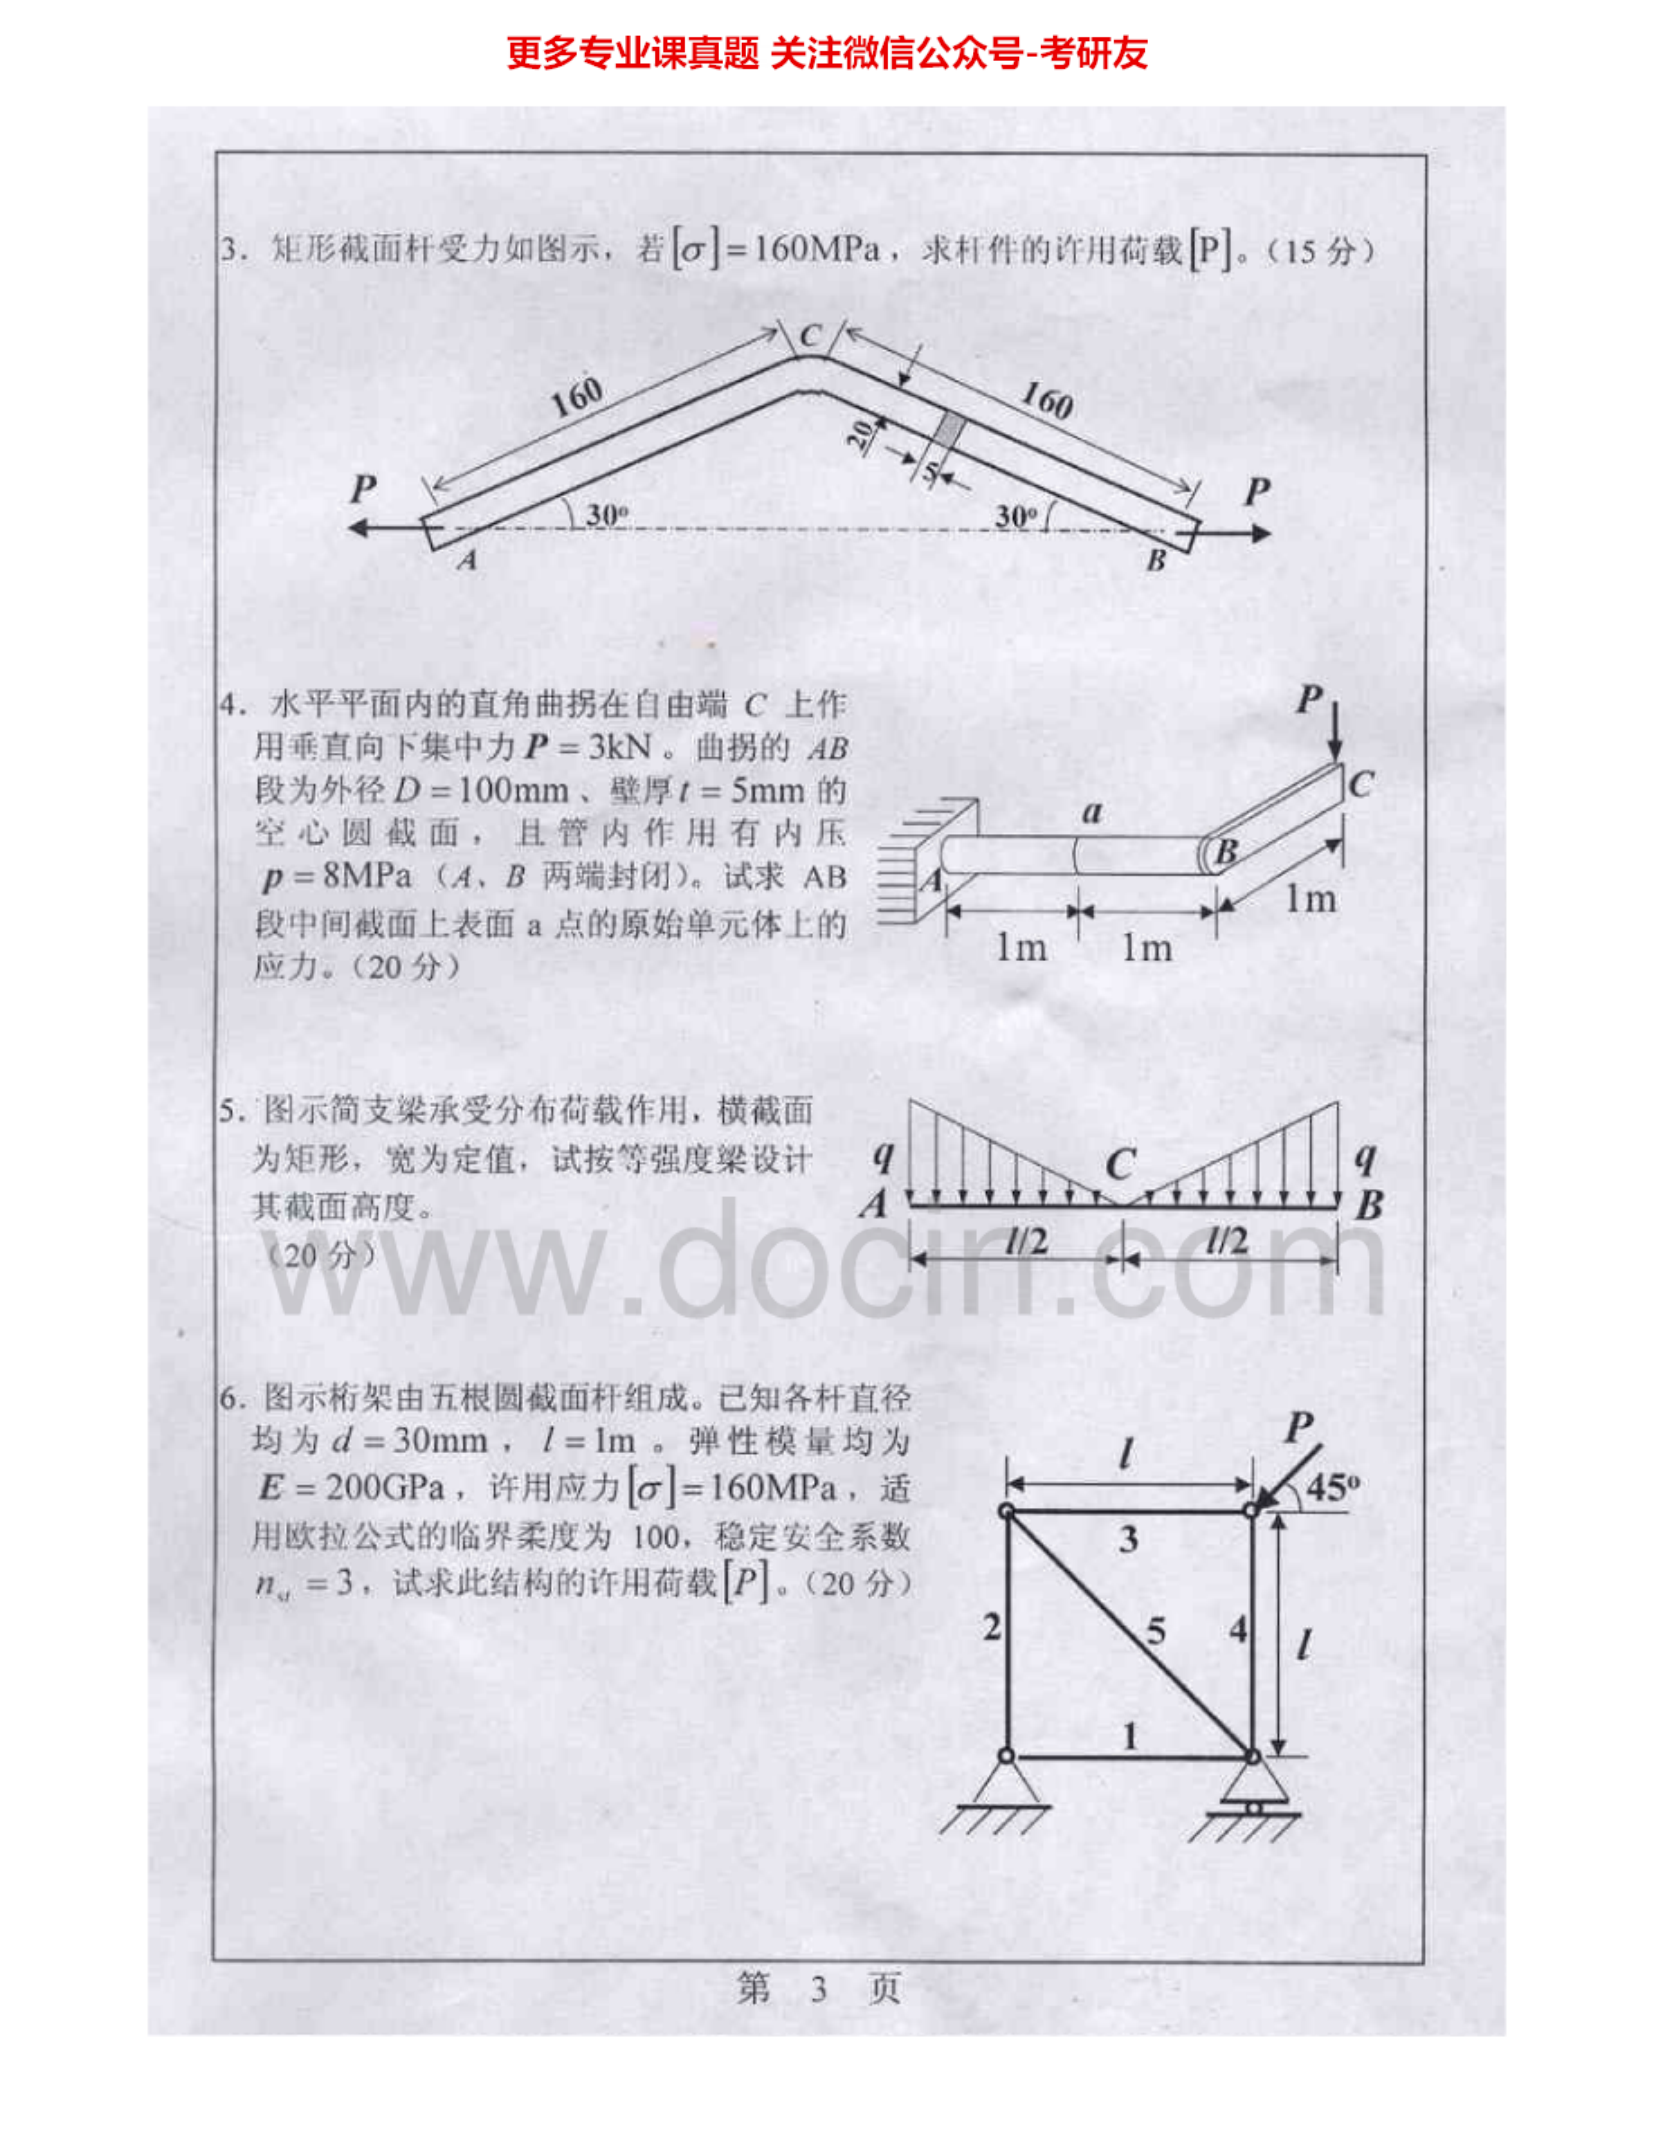 更多专业课真题 关注微信公众号-考研友
3. 矩形截面杆受力如图示，若[σ]=160MPa，求杆件的许用荷载[P]。（15 分）
C
160
160
20
5
P
P
30°
30°
A
B
4. 水平平面内的直角曲拐在自由端 C 上作
用垂直向下集中力 P = 3kN 。曲拐的 AB
段为外径 D = 100mm 、壁厚 t = 5mm 的
空心圆截面，且管内作用有内压
p = 8MPa（A、B 两端封闭）。试求 AB
段中间截面上表面 a 点的原始单元体上的
应力。（20 分）
P
C
a
B
A
1m
1m
1m
5. 图示简支梁承受分布荷载作用，横截面
为矩形，宽为定值，试按等强度梁设计
其截面高度。
（20 分）
q
C
q
A
B
l/2
l/2
www.docin.com
6. 图示桁架由五根圆截面杆组成。已知各杆直径
均为 d = 30mm ， l = 1m 。弹性模量均为
E = 200GPa ，许用应力[σ]=160MPa ，适
用欧拉公式的临界柔度为 100，稳定安全系数
n_st = 3，试求此结构的许用荷载[P]。（20 分）
P
l
45°
3
2
5
4
l
1
第 3 页